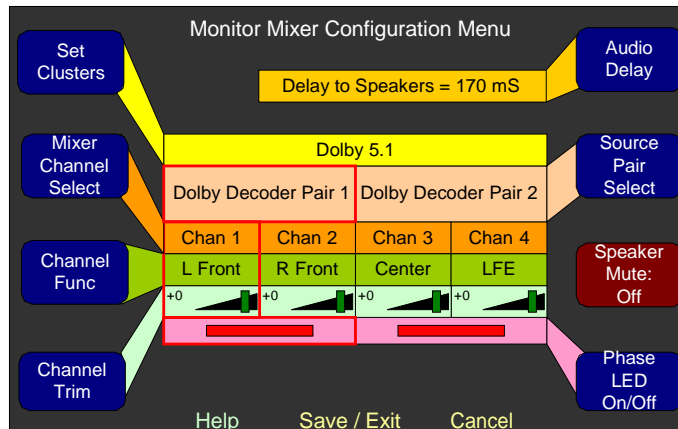 Monitor Mixer Configuration Menu
Set
Clusters
Audio
Delay
Delay to Speakers = 170 mS
Dolby 5.1
Mixer
Channel
Select
Source
Pair
Select
Dolby Decoder Pair 1
Dolby Decoder Pair 2
Chan 1
Chan 2
Chan 3
Chan 4
Channel
Func
L Front
R Front
Center
LFE
Speaker
Mute:
Off
+0
+0
+0
+0
Channel
Trim
Phase
LED
On/Off
Help
Save / Exit
Cancel